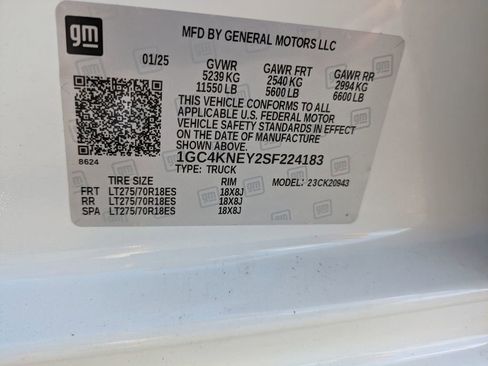 gm
MFD BY GENERAL MOTORS LLC
01/25 GVWR GAWR FRT GAWR RR
5239 KG 2540 KG 2994 KG
11550 LB 5600 LB 6600 LB
THIS VEHICLE CONFORMS TO ALL
APPLICABLE U.S. FEDERAL MOTOR
VEHICLE SAFETY STANDARDS IN EFFECT
ON THE DATE OF MANUFACTURE
SHOWN ABOVE.
8624
1GC4KNEY2SF224183
TYPE: TRUCK
TIRE SIZE RIM MODEL: 23CK20943
FRT LT275/70R18ES 18X8J
RR LT275/70R18ES 18X8J
SPA LT275/70R18ES 18X8J